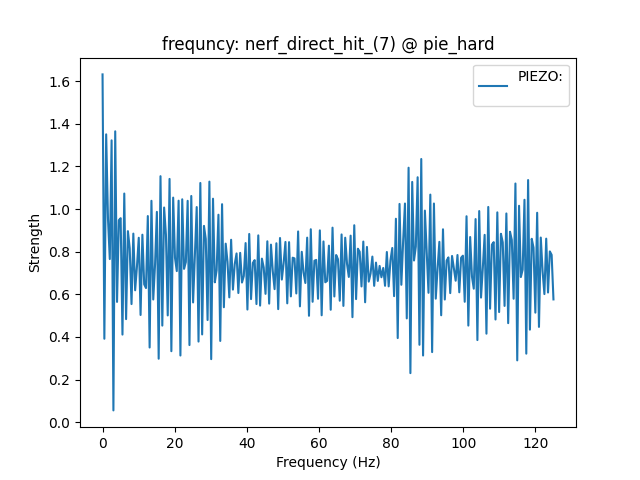 frequncy: nerf_direct_hit_(7) @ pie_hard
PIEZO:
Strength
1.6
1.4
1.2
1.0
0.8
0.6
0.4
0.2
0.0
0 20 40 60 80 100 120
Frequency (Hz)